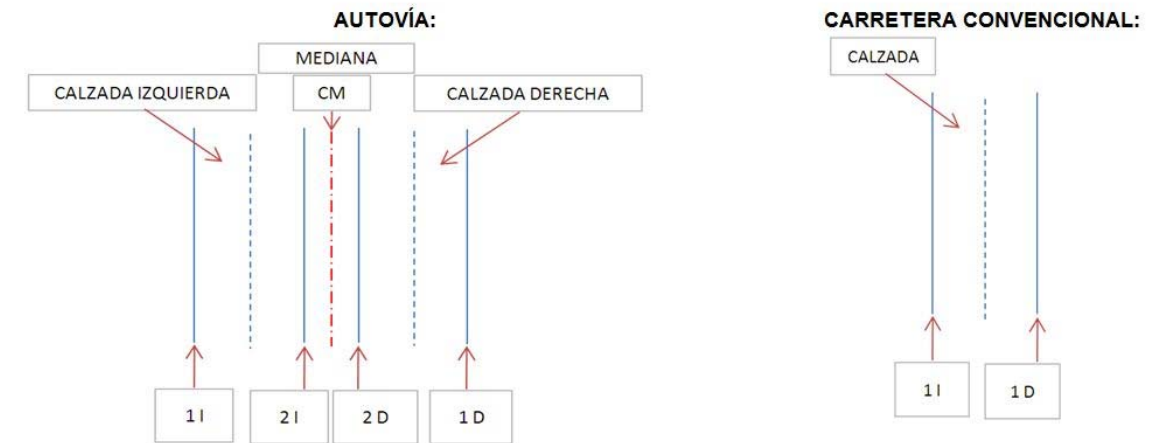 AUTOVÍA:
MEDIANA
CALZADA IZQUIERDA
CM
CALZADA DERECHA
1 I
2 I
2 D
1 D
CARRETERA CONVENCIONAL:
CALZADA
1 I
1 D